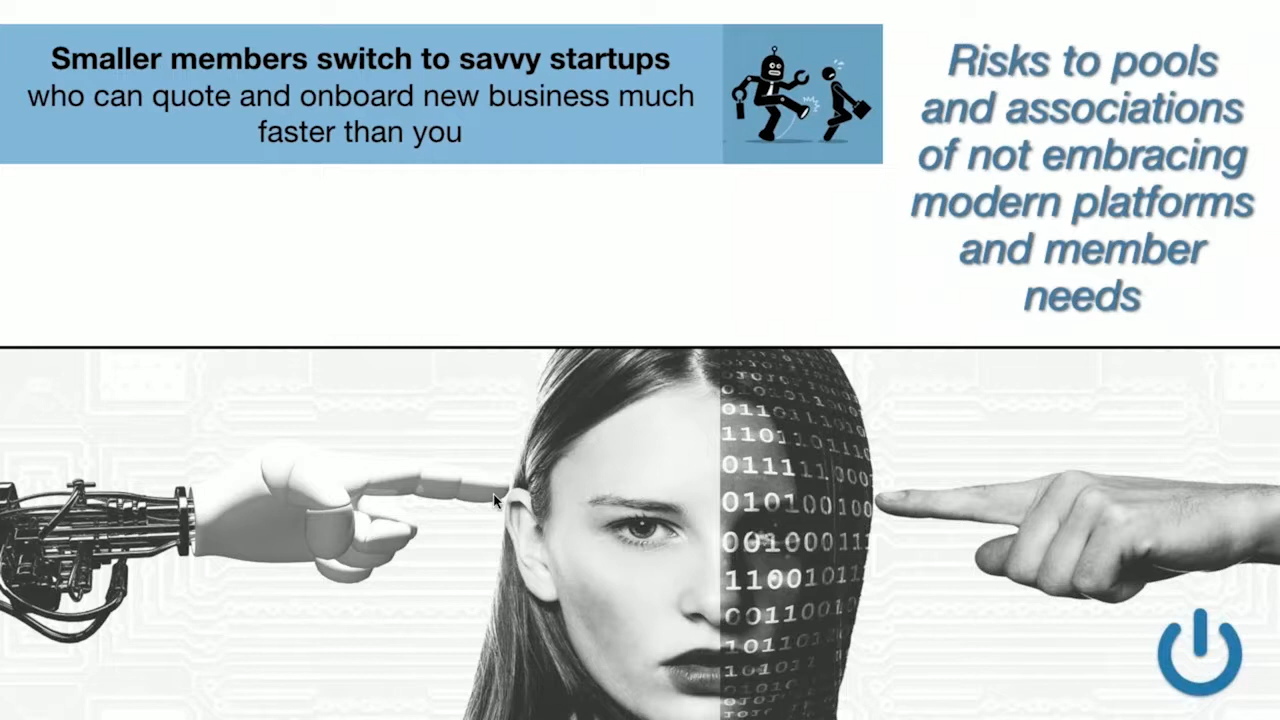 Smaller members switch to savvy startups
who can quote and onboard new business much
faster than you
Risks to pools
and associations
of not embracing
modern platforms
and member
needs